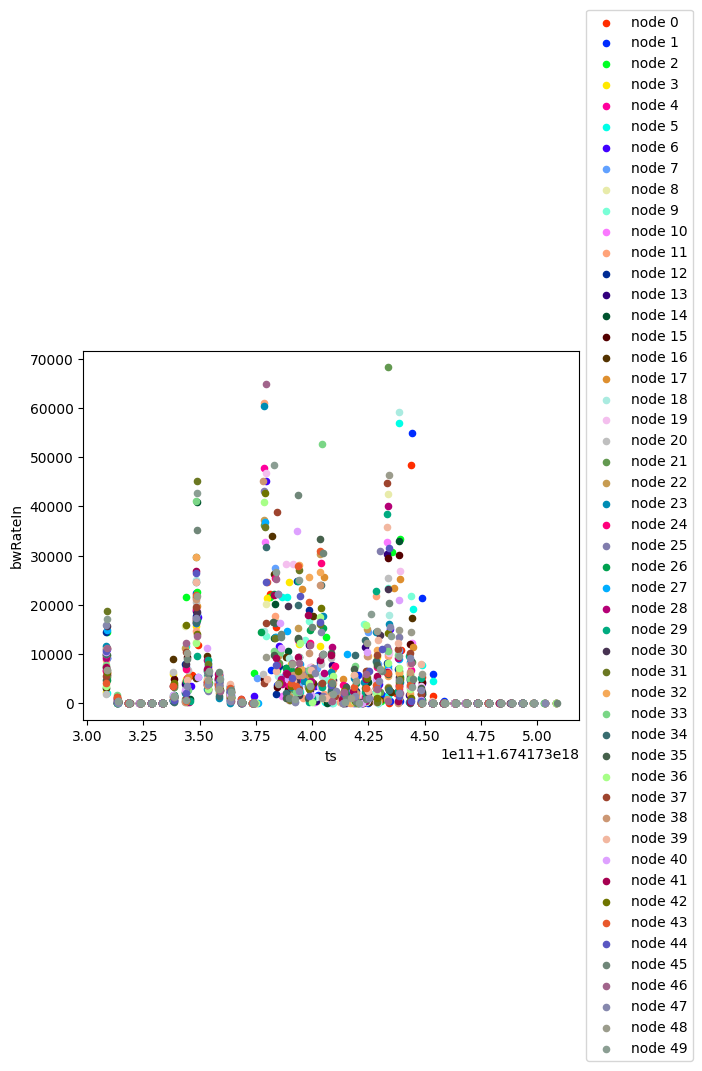 node 0
node 1
node 2
node 3
node 4
node 5
node 6
node 7
node 8
node 9
node 10
node 11
node 12
node 13
node 14
node 15
node 16
node 17
node 18
node 19
node 20
node 21
node 22
node 23
node 24
node 25
node 26
node 27
node 28
node 29
node 30
node 31
node 32
node 33
node 34
node 35
node 36
node 37
node 38
node 39
node 40
node 41
node 42
node 43
node 44
node 45
node 46
node 47
node 48
node 49
70000
60000
50000
40000
30000
20000
10000
0
bwRateIn
3.00 3.25 3.50 3.75 4.00 4.25 4.50 4.75 5.00
ts
1e11+1.674173e18